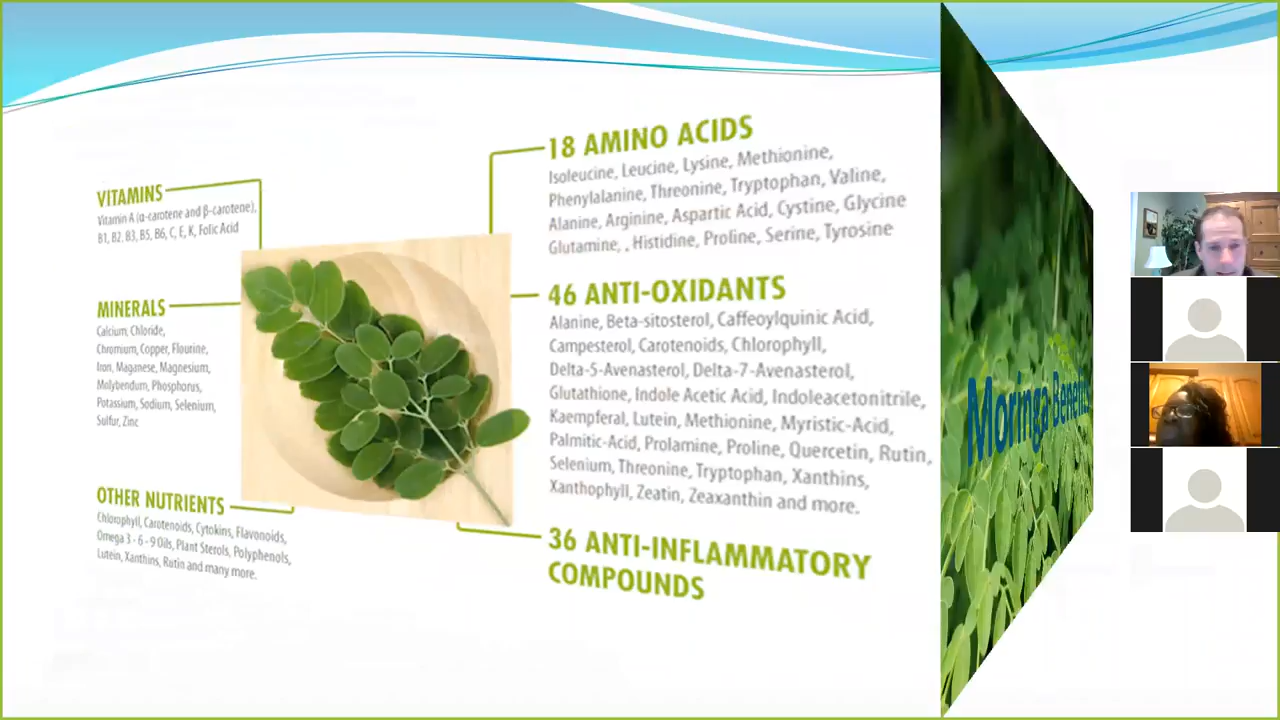 VITAMINS
Vitamin A (α-carotene and β-carotene),
B1, B2, B3, B5, B6, C, E, K, Folic Acid
MINERALS
Calcium, Chloride,
Chromium, Copper, Floutine,
Iron, Maganese, Magnesium,
Molybendum, Phosphorus,
Potassium, Sodium, Selenium,
Sulfur, Zinc
OTHER NUTRIENTS
Chlorophyll, Carotenoids, Cytokins, Flavonoids,
Omega 3 - 6 - 9 Oils, Plant Sterols, Polyphenols,
Lutein, Xanthins, Rutin and many more.
18 AMINO ACIDS
Isoleucine, Leucine, Lysine, Methionine,
Phenylalanine, Threonine, Tryptophan, Valine,
Alanine, Arginine, Aspartic Acid, Cystine, Glycine
Glutamine, , Histidine, Proline, Serine, Tyrosine
46 ANTI-OXIDANTS
Alanine, Beta-sitosterol, Caffeoylquinic Acid,
Campesterol, Carotenoids, Chlorophyll,
Delta-5-Avenasterol, Delta-7-Avenasterol,
Glutathione, Indole Acetic Acid, Indoleacetonitrile,
Kaempferal, Lutein, Methionine, Myristic-Acid,
Palmitic-Acid, Prolamine, Proline, Quercetin, Rutin,
Selenium, Threonine, Tryptophan, Xanthins,
Xanthophyll, Zeatin, Zeaxanthin and more.
36 ANTI-INFLAMMATORY
COMPOUNDS
Moringa Benefits